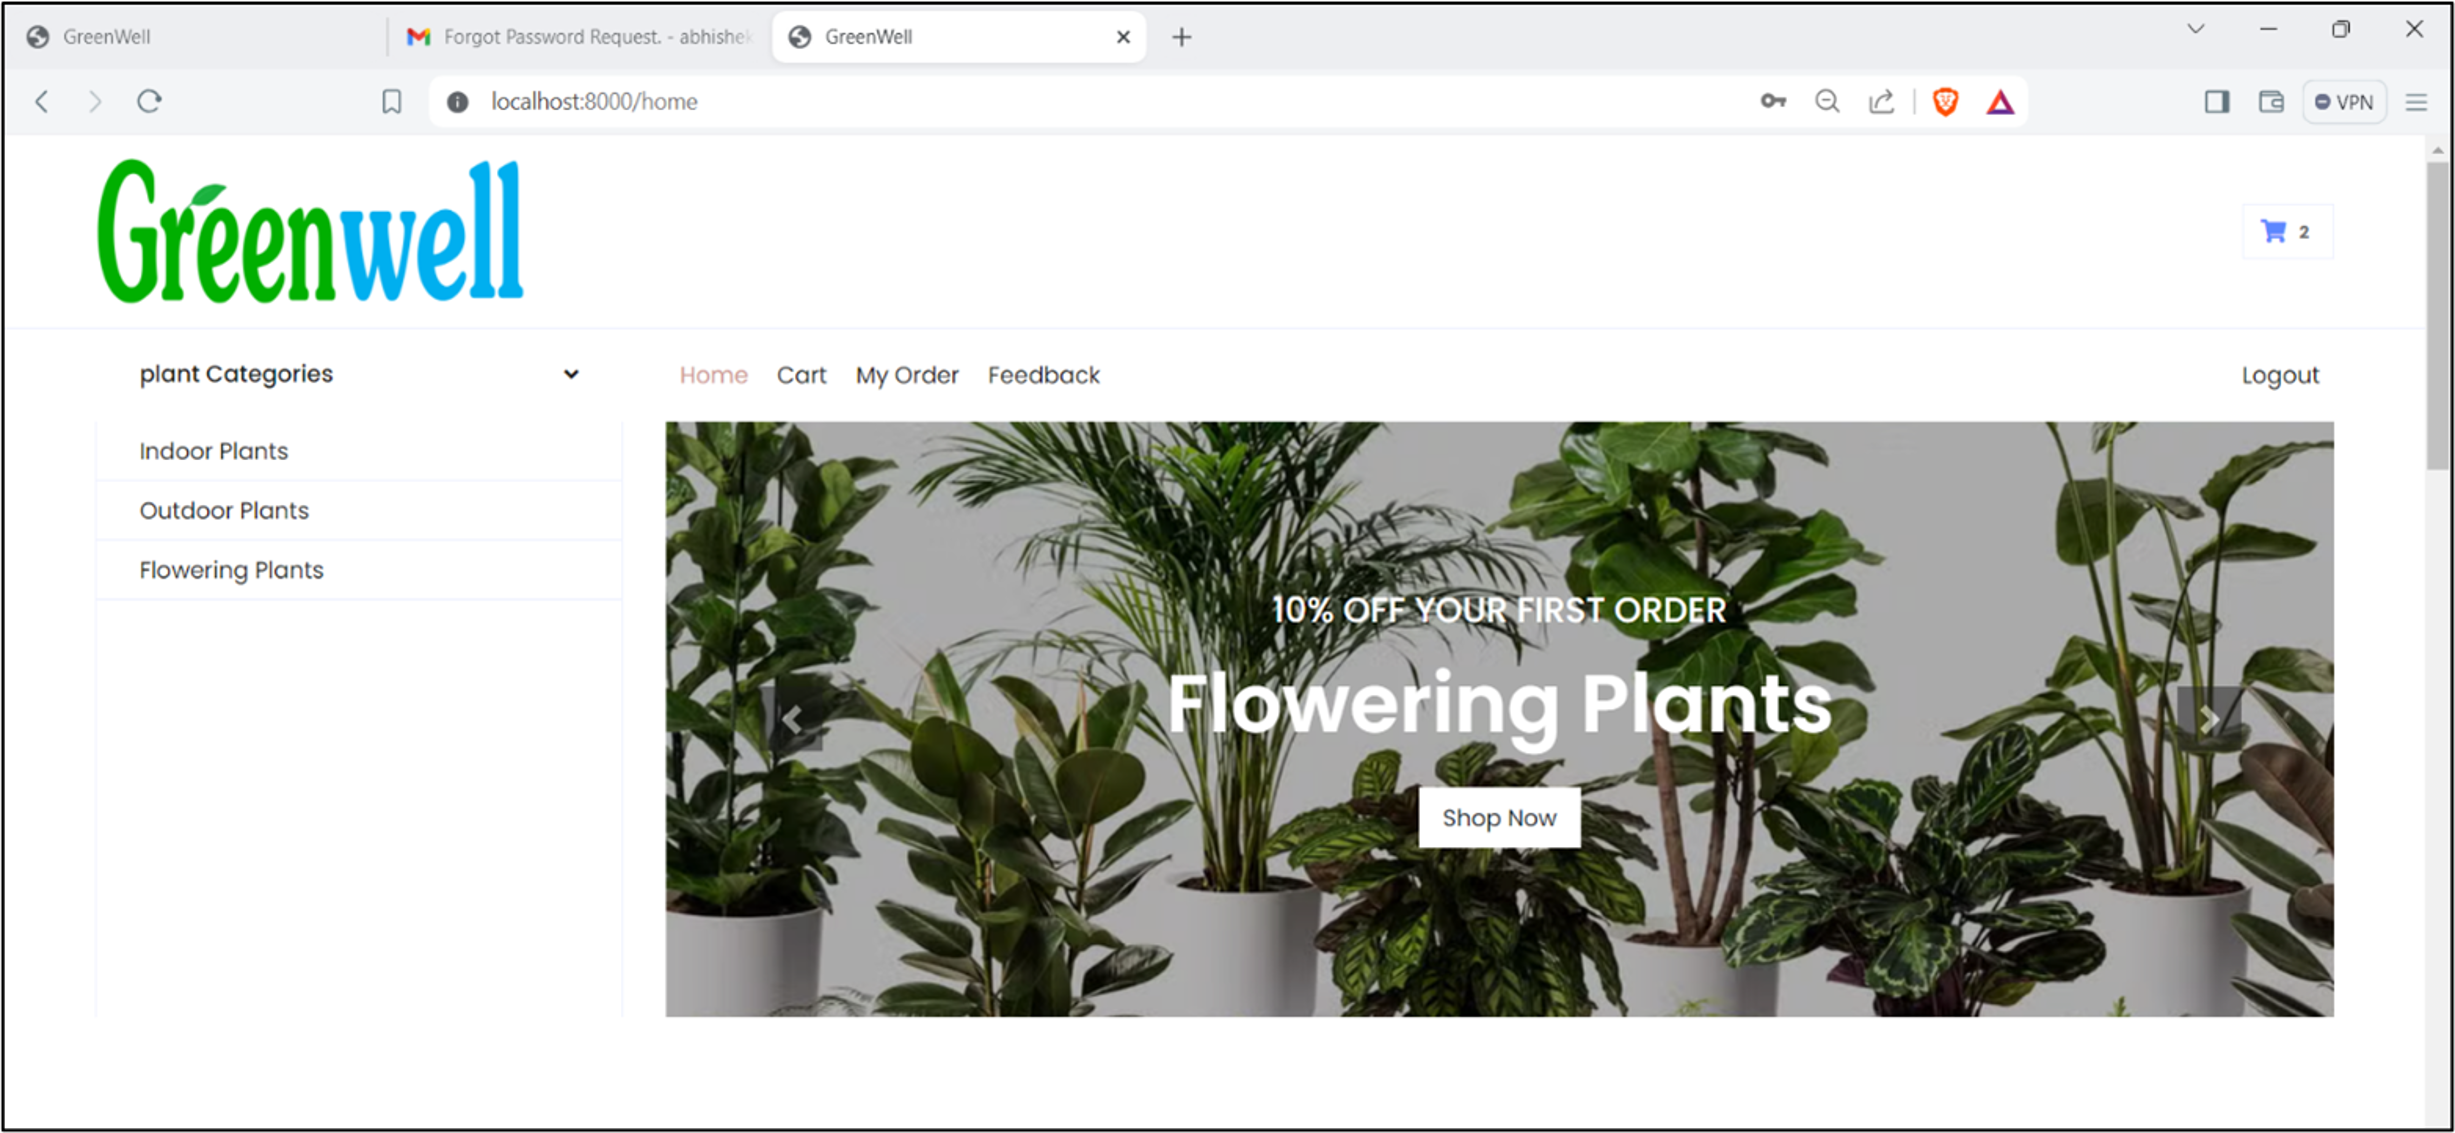 GreenWell
Forgot Password Request. - abhishek
GreenWell
localhost:8000/home
VPN
Greenwell
2
plant Categories
Home Cart My Order Feedback
Logout
Indoor Plants
Outdoor Plants
Flowering Plants
10% OFF YOUR FIRST ORDER
Flowering Plants
Shop Now